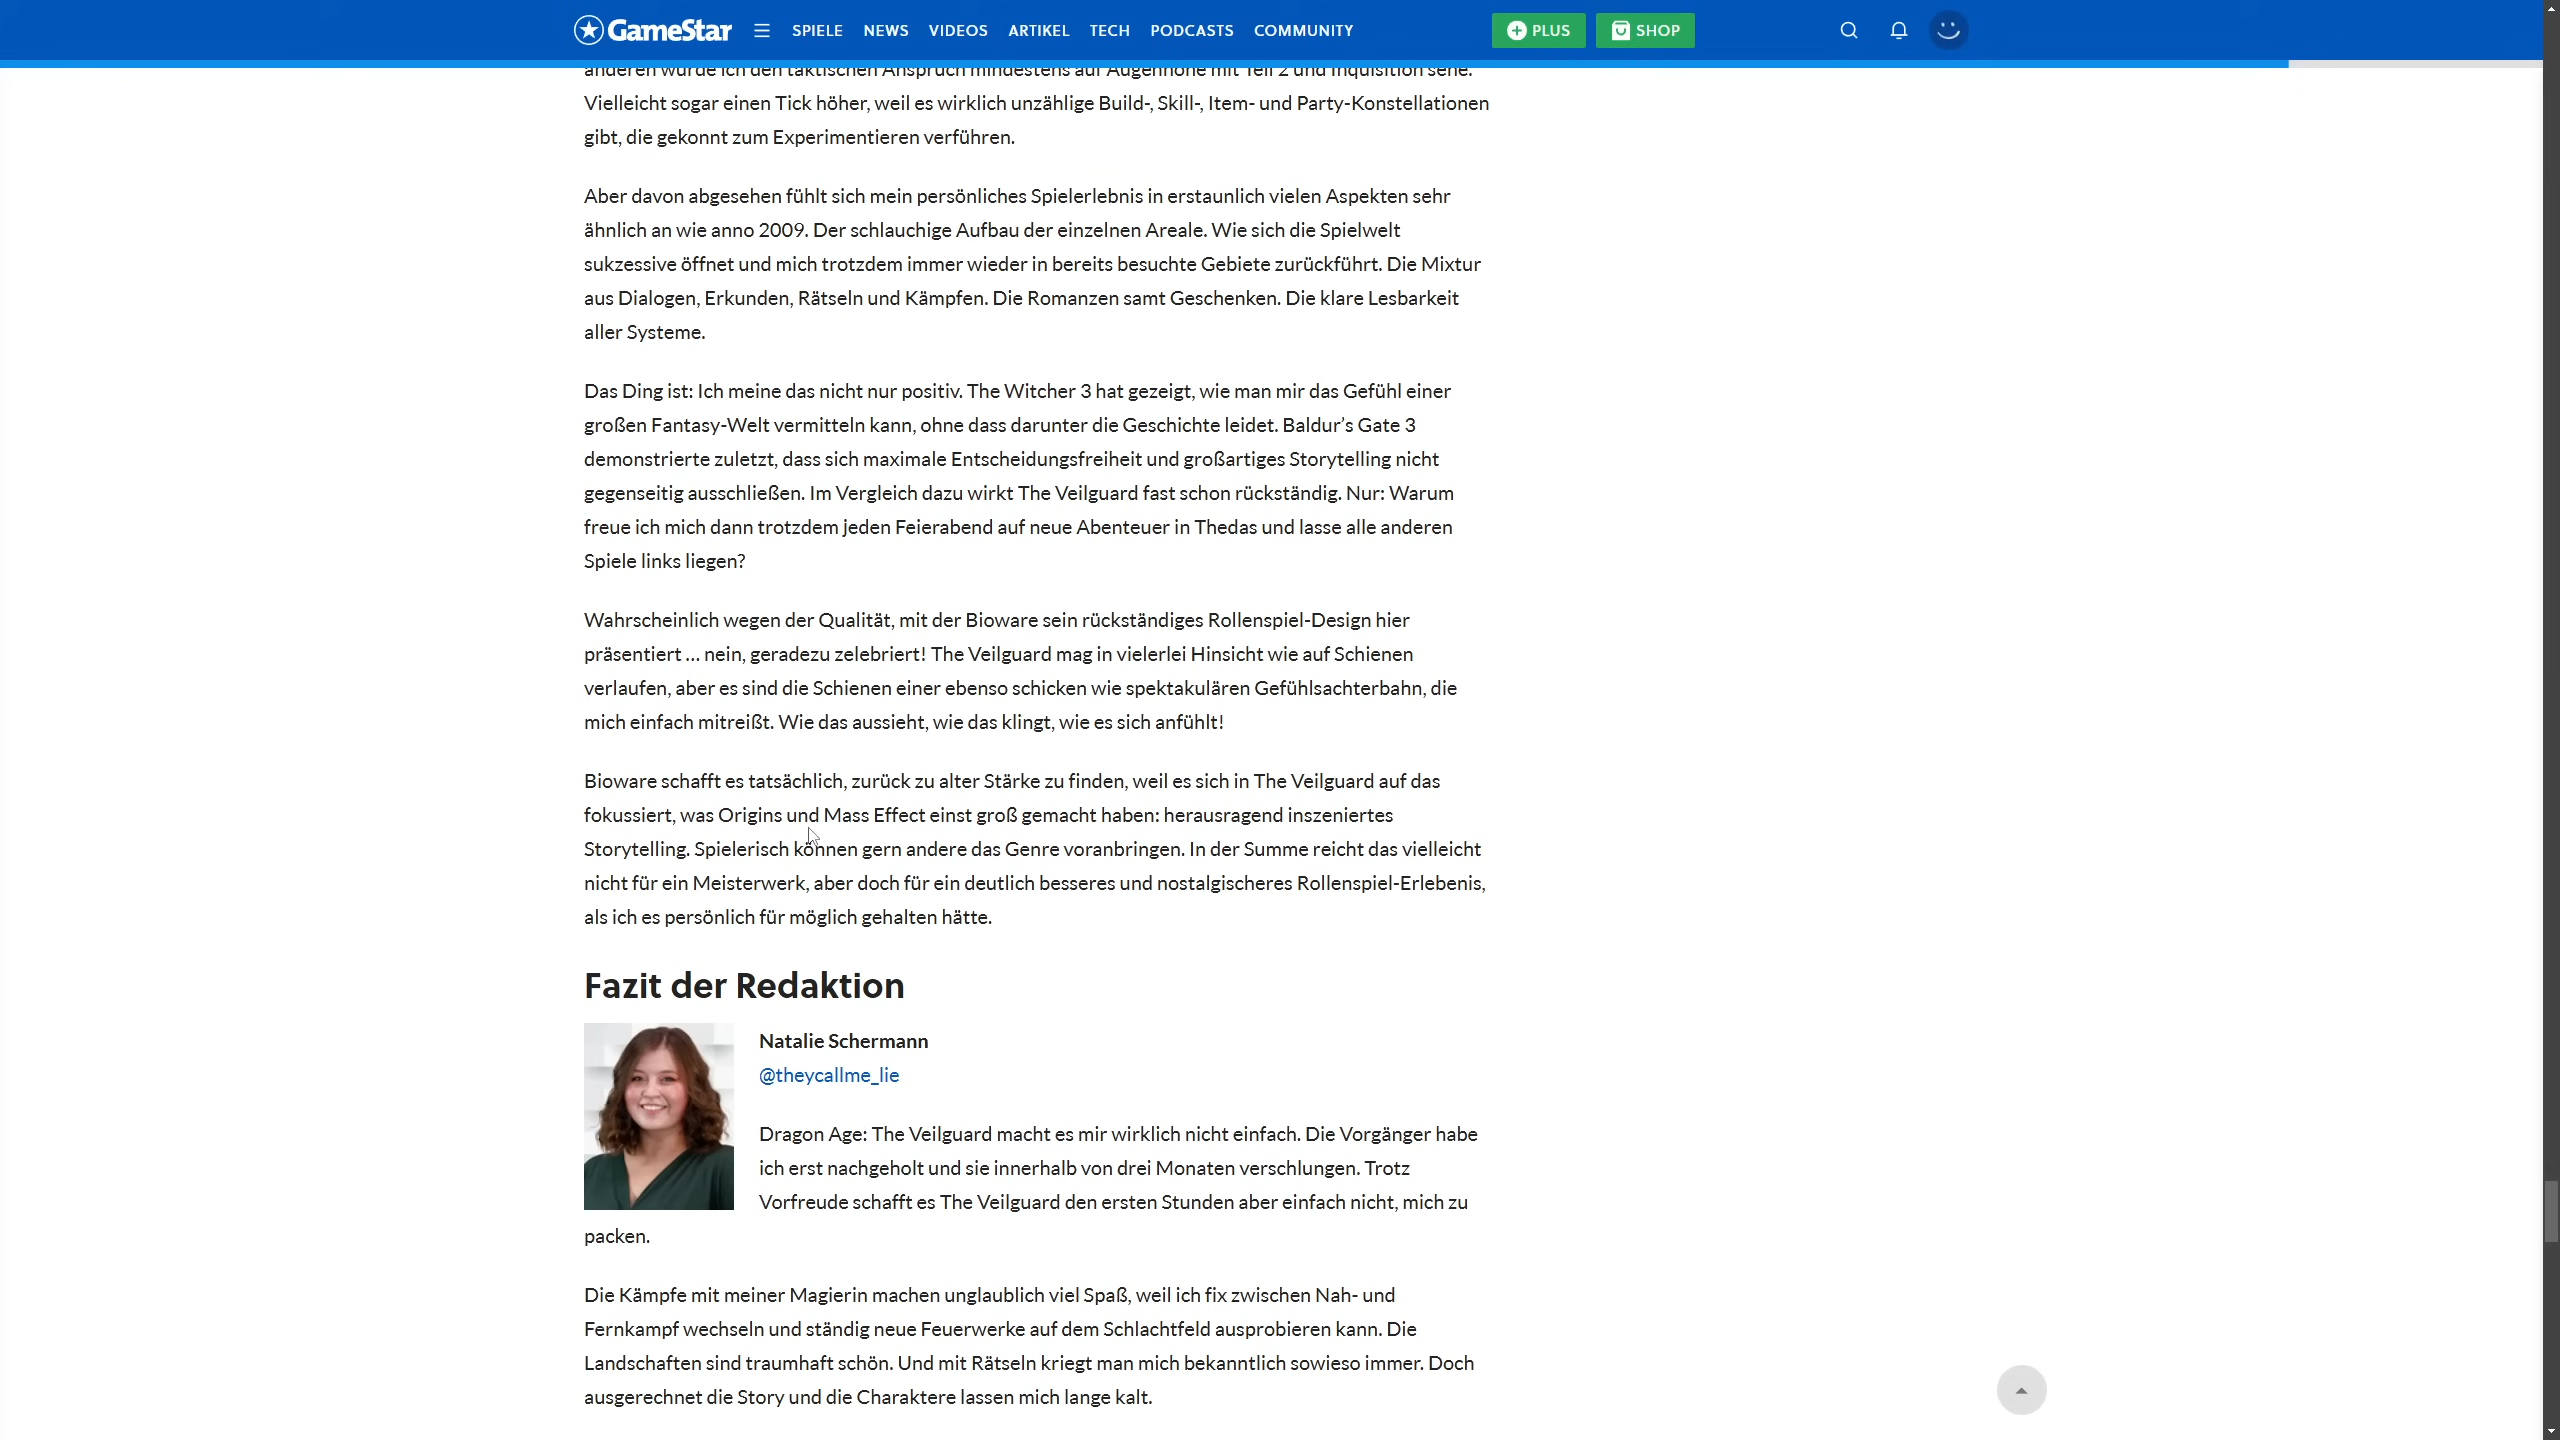 GameStar
SPIELE NEWS VIDEOS ARTIKEL TECH PODCASTS COMMUNITY
PLUS SHOP
anderen würde ich den taktischen Anspruch mindestens auf Augenhöhe mit Teil 2 und Inquisition sehe.
Vielleicht sogar einen Tick höher, weil es wirklich unzählige Build-, Skill-, Item- und Party-Konstellationen
gibt, die gekonnt zum Experimentieren verführen.
Aber davon abgesehen fühlt sich mein persönliches Spielerlebnis in erstaunlich vielen Aspekten sehr
ähnlich an wie anno 2009. Der schlauchige Aufbau der einzelnen Areale. Wie sich die Spielwelt
sukzessive öffnet und mich trotzdem immer wieder in bereits besuchte Gebiete zurückführt. Die Mixtur
aus Dialogen, Erkunden, Rätseln und Kämpfen. Die Romanzen samt Geschenken. Die klare Lesbarkeit
aller Systeme.
Das Ding ist: Ich meine das nicht nur positiv. The Witcher 3 hat gezeigt, wie man mir das Gefühl einer
großen Fantasy-Welt vermitteln kann, ohne dass darunter die Geschichte leidet. Baldur’s Gate 3
demonstrierte zuletzt, dass sich maximale Entscheidungsfreiheit und großartiges Storytelling nicht
gegenseitig ausschließen. Im Vergleich dazu wirkt The Veilguard fast schon rückständig. Nur: Warum
freue ich mich dann trotzdem jeden Feierabend auf neue Abenteuer in Thedas und lasse alle anderen
Spiele links liegen?
Wahrscheinlich wegen der Qualität, mit der Bioware sein rückständiges Rollenspiel-Design hier
präsentiert … nein, geradezu zelebriert! The Veilguard mag in vielerlei Hinsicht wie auf Schienen
verlaufen, aber es sind die Schienen einer ebenso schicken wie spektakulären Gefühlsachterbahn, die
mich einfach mitreißt. Wie das aussieht, wie das klingt, wie es sich anfühlt!
Bioware schafft es tatsächlich, zurück zu alter Stärke zu finden, weil es sich in The Veilguard auf das
fokussiert, was Origins und Mass Effect einst groß gemacht haben: herausragend inszeniertes
Storytelling. Spielerisch können gern andere das Genre voranbringen. In der Summe reicht das vielleicht
nicht für ein Meisterwerk, aber doch für ein deutlich besseres und nostalgischeres Rollenspiel-Erlebenis,
als ich es persönlich für möglich gehalten hätte.
Fazit der Redaktion
Natalie Schermann
@theycallme_lie
Dragon Age: The Veilguard macht es mir wirklich nicht einfach. Die Vorgänger habe
ich erst nachgeholt und sie innerhalb von drei Monaten verschlungen. Trotz
Vorfreude schafft es The Veilguard den ersten Stunden aber einfach nicht, mich zu
packen.
Die Kämpfe mit meiner Magierin machen unglaublich viel Spaß, weil ich fix zwischen Nah- und
Fernkampf wechseln und ständig neue Feuerwerke auf dem Schlachtfeld ausprobieren kann. Die
Landschaften sind traumhaft schön. Und mit Rätseln kriegt man mich bekanntlich sowieso immer. Doch
ausgerechnet die Story und die Charaktere lassen mich lange kalt.